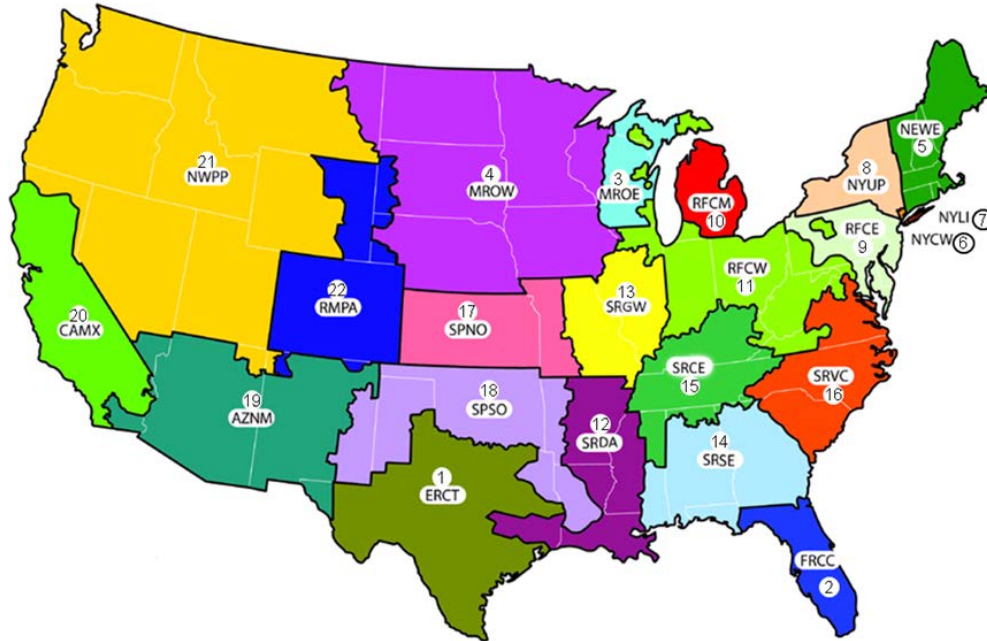 21
NWPP
4
MROW
3
MROE
RFCM
10
8
NYUP
NEWE
5
NYLI 7
NYCW 6
RFCE
9
RFCW
11
13
SRGW
22
RMPA
17
SPNO
20
CAMX
SRCE
15
SRVC
16
18
SPSO
19
AZNM
12
SRDA
14
SRSE
1
ERCT
FRCC
2